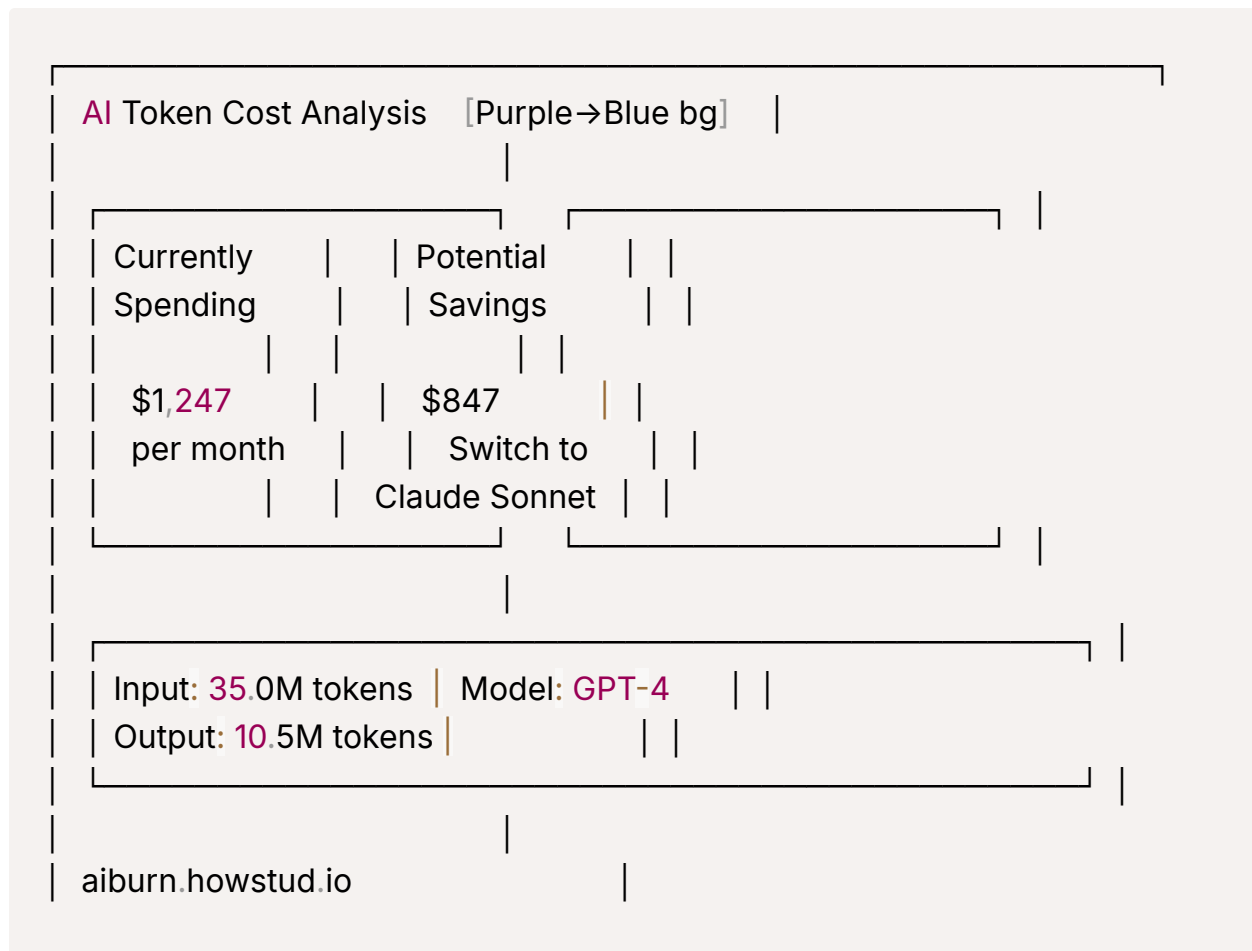 AI Token Cost Analysis [Purple→Blue bg]
Currently Potential
Spending Savings
$1,247 $847
per month Switch to
Claude Sonnet
Input: 35.0M tokens | Model: GPT-4
Output: 10.5M tokens |
aiburn.howstud.io